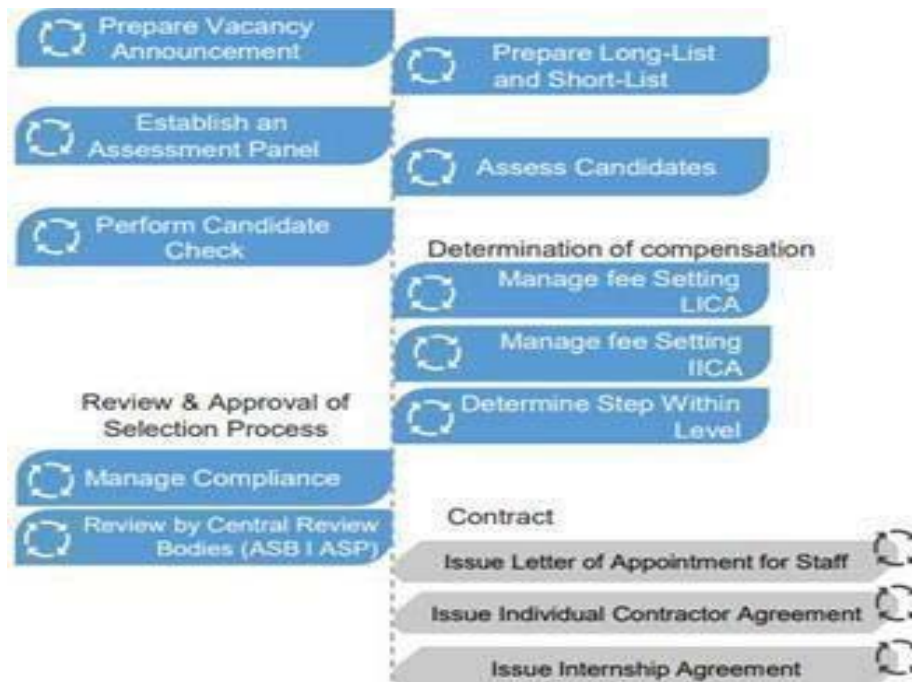 Prepare Vacancy
Announcement
Prepare Long-List
and Short-List
Establish an
Assessment Panel
Assess Candidates
Perform Candidate
Check
Determination of compensation
Manage fee Setting
LICA
Manage fee Setting
IICA
Review & Approval of
Selection Process
Determine Step Within
Level
Manage Compliance
Review by Central Review
Bodies (ASB I ASP)
Contract
Issue Letter of Appointment for Staff
Issue Individual Contractor Agreement
Issue Internship Agreement